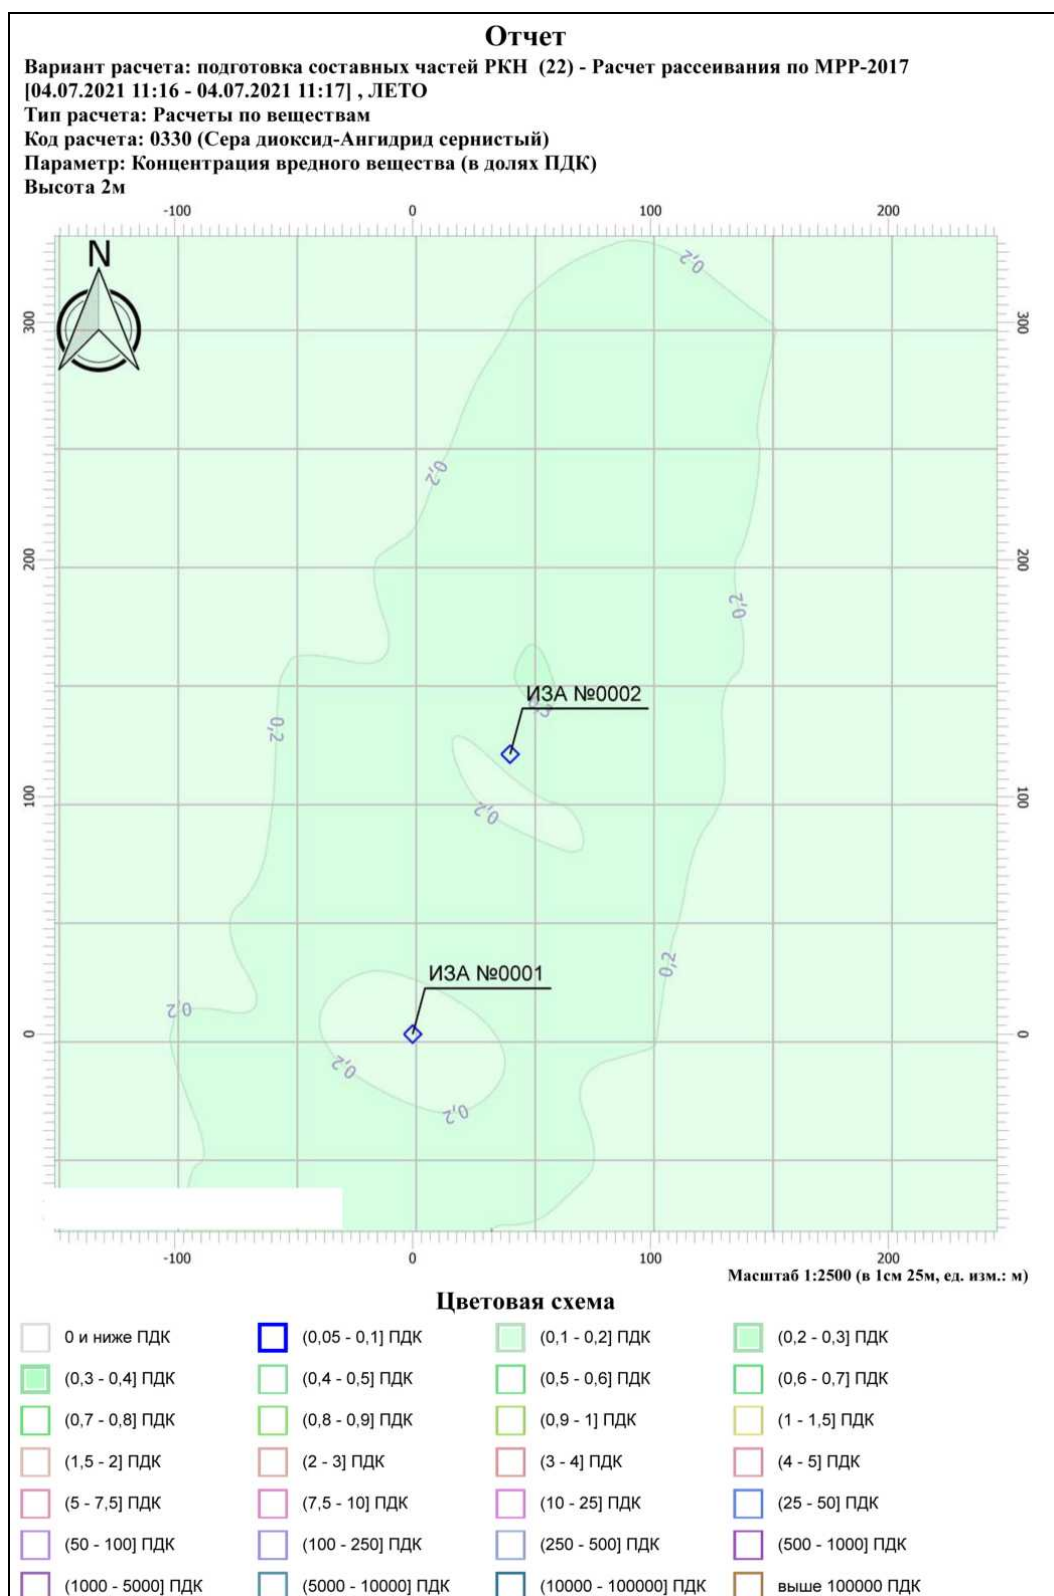 Отчет
Вариант расчета: подготовка составных частей РКН (22) - Расчет рассеивания по МРР-2017
[04.07.2021 11:16 - 04.07.2021 11:17] , ЛЕТО
Тип расчета: Расчеты по веществам
Код расчета: 0330 (Сера диоксид-Ангидрид сернистый)
Параметр: Концентрация вредного вещества (в долях ПДК)
Высота 2м
-100 0 100 200
N
0,2
300 300
0,2
200 200
0,2
ИЗА №0002
0,2
100 100
0,2
0,2
ИЗА №0001
0,2
0 0
0,2
0,2
-100 0 100 200
Масштаб 1:2500 (в 1см 25м, ед. изм.: м)
Цветовая схема
0 и ниже ПДК (0,05 - 0,1] ПДК (0,1 - 0,2] ПДК (0,2 - 0,3] ПДК
(0,3 - 0,4] ПДК (0,4 - 0,5] ПДК (0,5 - 0,6] ПДК (0,6 - 0,7] ПДК
(0,7 - 0,8] ПДК (0,8 - 0,9] ПДК (0,9 - 1] ПДК (1 - 1,5] ПДК
(1,5 - 2] ПДК (2 - 3] ПДК (3 - 4] ПДК (4 - 5] ПДК
(5 - 7,5] ПДК (7,5 - 10] ПДК (10 - 25] ПДК (25 - 50] ПДК
(50 - 100] ПДК (100 - 250] ПДК (250 - 500] ПДК (500 - 1000] ПДК
(1000 - 5000] ПДК (5000 - 10000] ПДК (10000 - 100000] ПДК выше 100000 ПДК